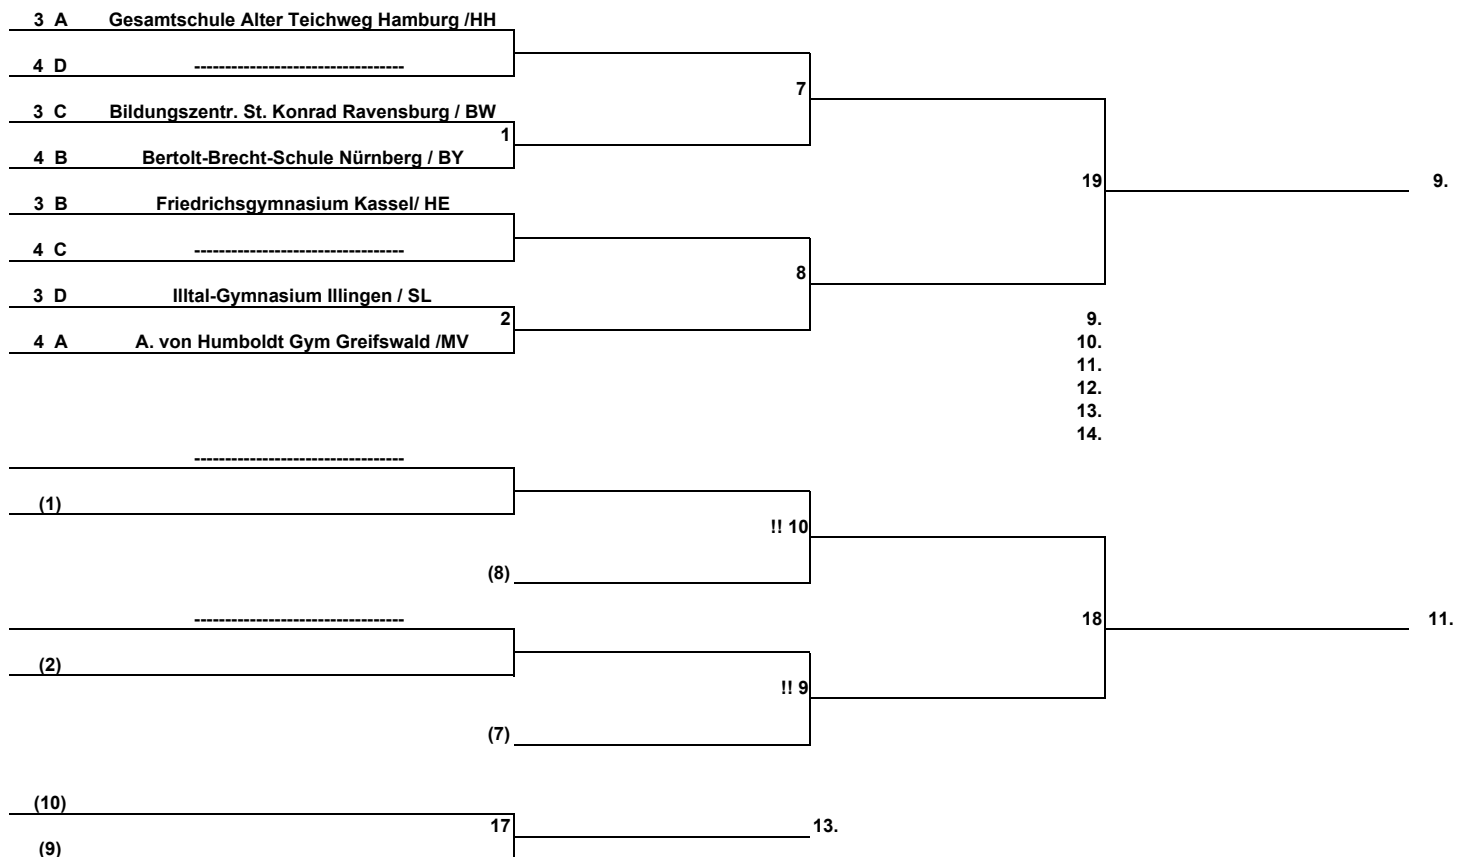 3 A Gesamtschule Alter Teichweg Hamburg /HH
4 D ----------------------------------
7
3 C Bildungszentr. St. Konrad Ravensburg / BW
1
4 B Bertolt-Brecht-Schule Nürnberg / BY
19 9.
3 B Friedrichsgymnasium Kassel/ HE
4 C ----------------------------------
8
3 D Illtal-Gymnasium Illingen / SL
2 9.
4 A A. von Humboldt Gym Greifswald /MV 10.
11.
12.
13.
14.
----------------------------------
(1)
!! 10
(8)
---------------------------------- 18 11.
(2)
!! 9
(7)
(10)
17 13.
(9)